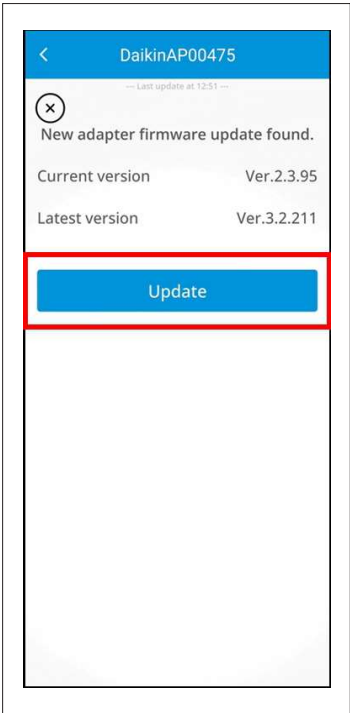 DaikinAP00475
--- Last update at 12:51 ---
New adapter firmware update found.
Current version Ver.2.3.95
Latest version Ver.3.2.211
Update